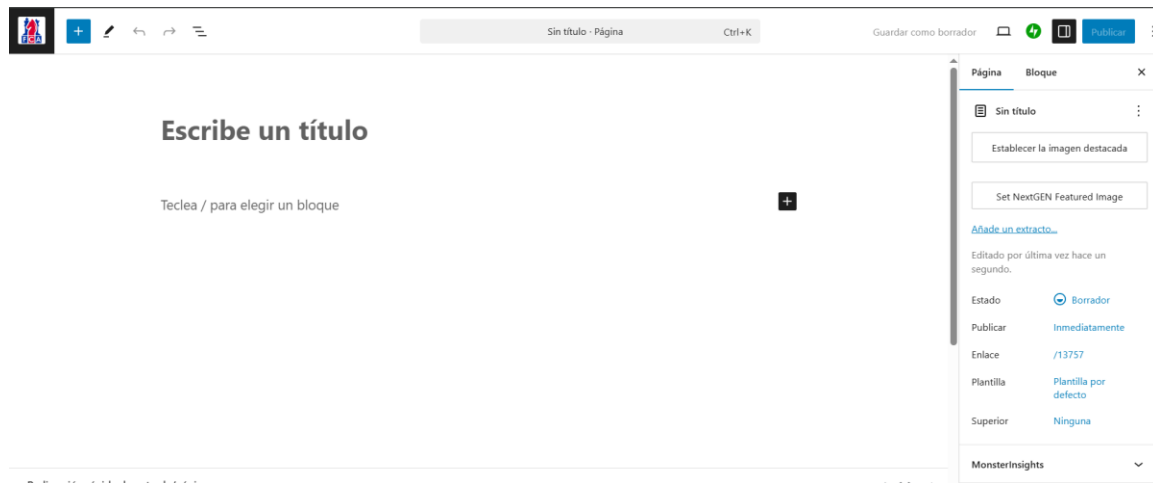 FCA
Sin título · Página Ctrl+K
Guardar como borrador
Publicar
Escribe un título
Teclea / para elegir un bloque
Página Bloque
Sin título
Establecer la imagen destacada
Set NextGEN Featured Image
Añade un extracto...
Editado por última vez hace un
segundo.
Estado Borrador
Publicar Inmediatamente
Enlace /13757
Plantilla Plantilla por
defecto
Superior Ninguna
MonsterInsights